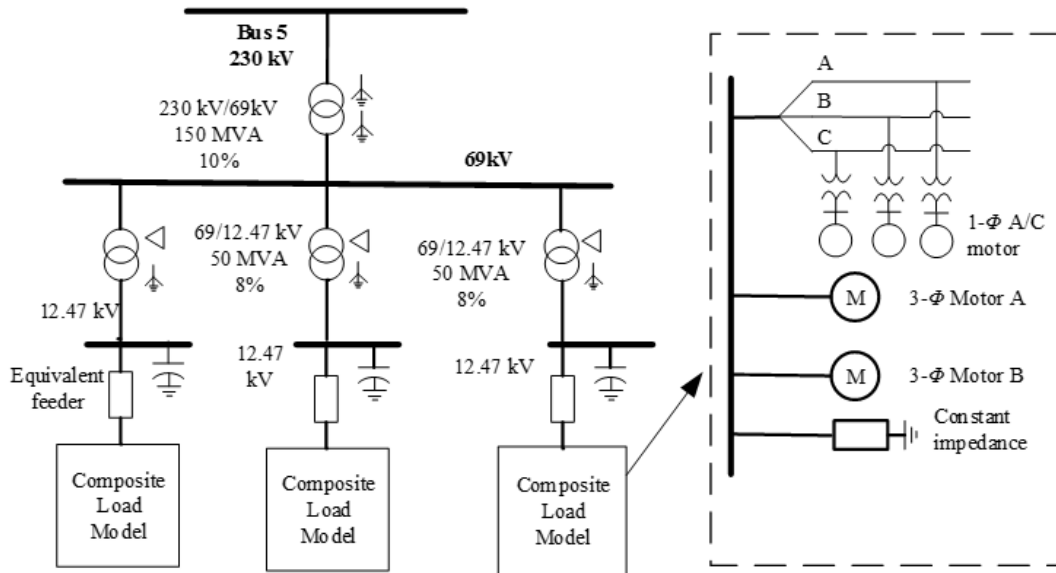 Bus 5
230 kV
230 kV/69kV
150 MVA
10%
69kV
69/12.47 kV
50 MVA
8%
69/12.47 kV
50 MVA
8%
12.47 kV
12.47
kV
12.47 kV
Equivalent
feeder
Composite
Load
Model
Composite
Load
Model
Composite
Load
Model
A
B
C
1-Φ A/C
motor
M
3-Φ Motor A
M
3-Φ Motor B
Constant
impedance